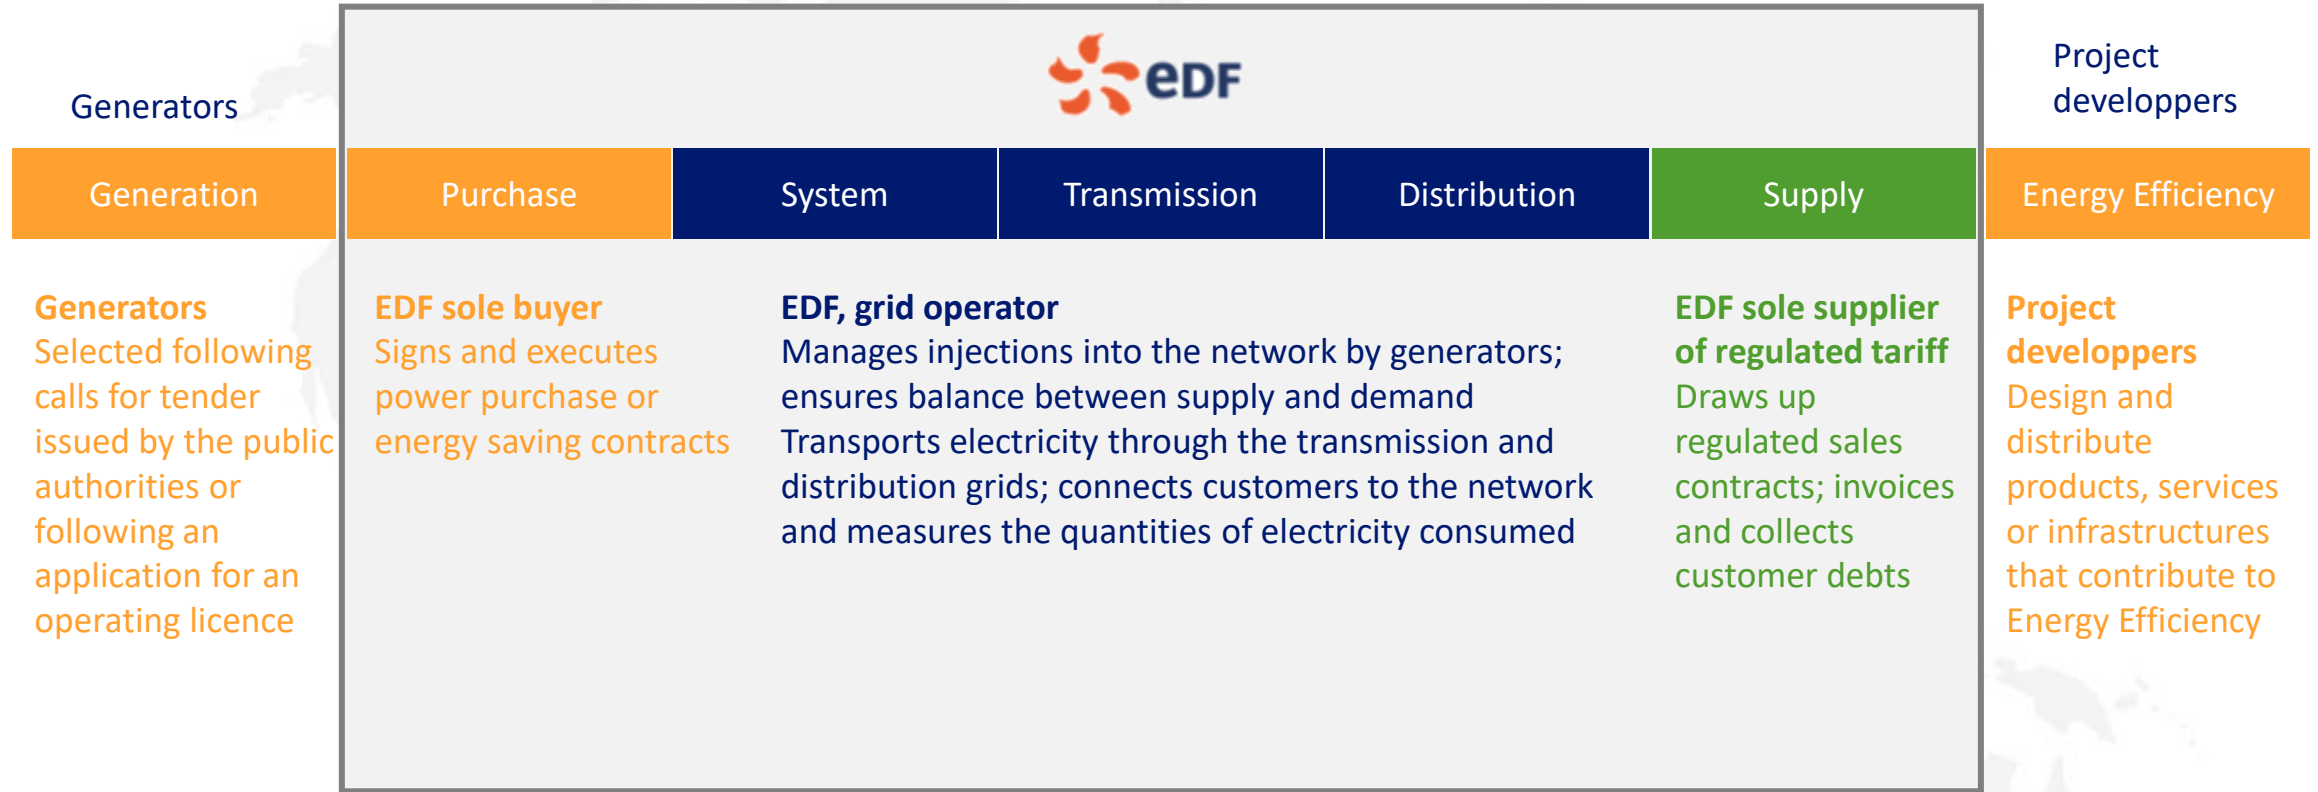 Generators
eDF
Project
developpers
Generation
Purchase
System
Transmission
Distribution
Supply
Energy Efficiency
Generators
Selected following
calls for tender
issued by the public
authorities or
following an
application for an
operating licence
EDF sole buyer
Signs and executes
power purchase or
energy saving contracts
EDF, grid operator
Manages injections into the network by generators;
ensures balance between supply and demand
Transports electricity through the transmission and
distribution grids; connects customers to the network
and measures the quantities of electricity consumed
EDF sole supplier
of regulated tariff
Draws up
regulated sales
contracts; invoices
and collects
customer debts
Project
developpers
Design and
distribute
products, services
or infrastructures
that contribute to
Energy Efficiency